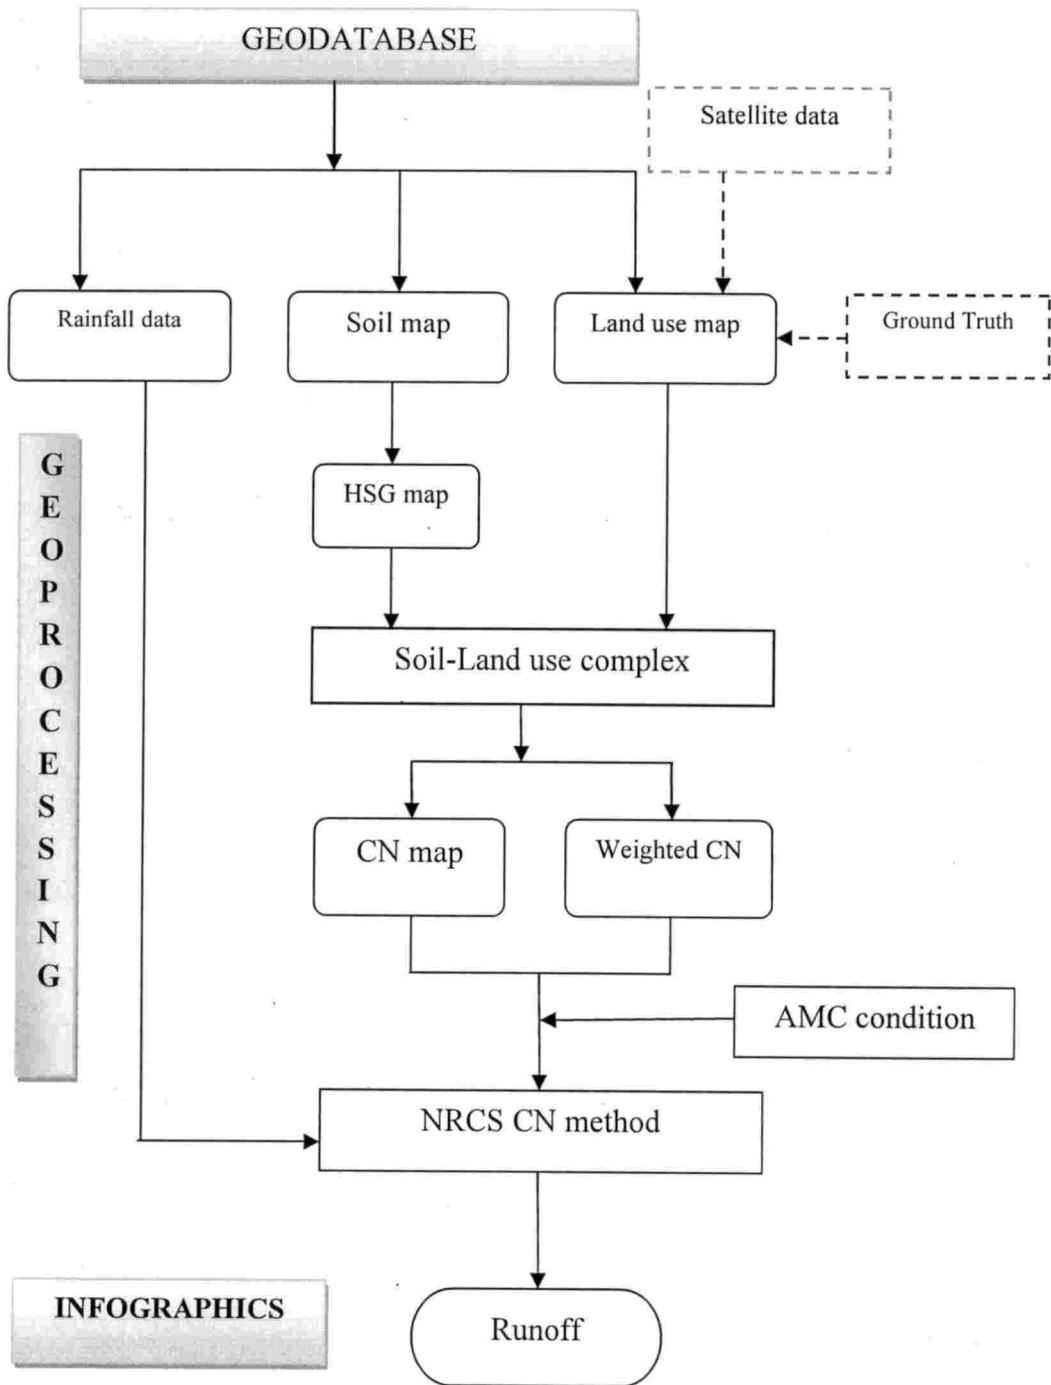 GEODATABASE
Satellite data
Rainfall data
Soil map
Land use map
Ground Truth
G
E
O
P
R
O
C
E
S
S
I
N
G
HSG map
Soil-Land use complex
CN map
Weighted CN
AMC condition
NRCS CN method
INFOGRAPHICS
Runoff